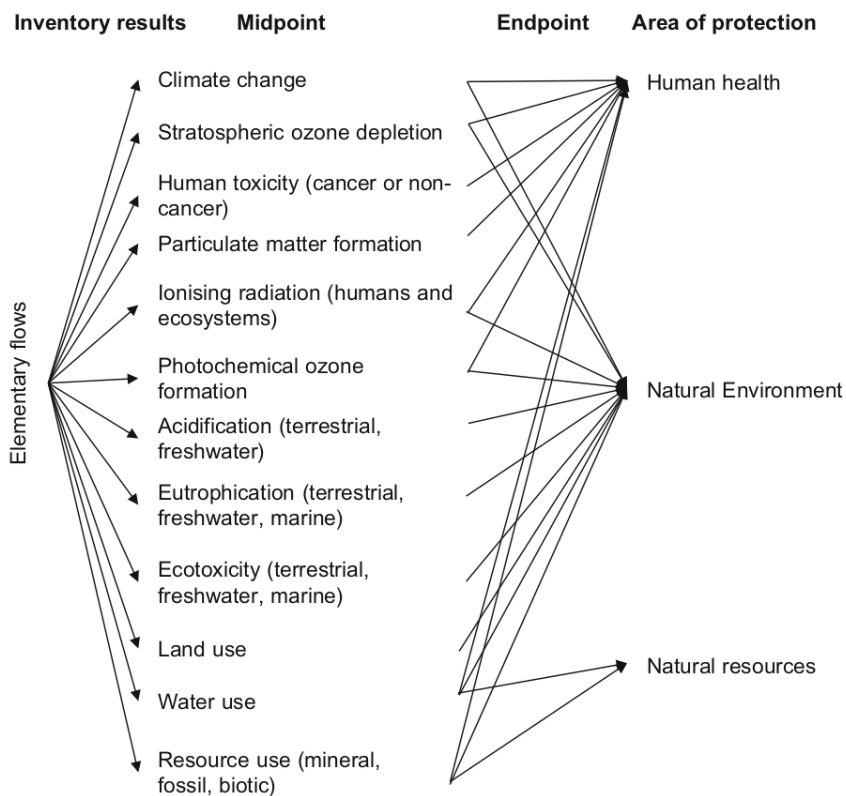 Inventory results Midpoint Endpoint Area of protection
Climate change
Human health
Stratospheric ozone depletion
Human toxicity (cancer or non-
cancer)
Particulate matter formation
Ionising radiation (humans and
ecosystems)
Elementary flows
Photochemical ozone
formation
Natural Environment
Acidification (terrestrial,
freshwater)
Eutrophication (terrestrial,
freshwater, marine)
Ecotoxicity (terrestrial,
freshwater, marine)
Land use
Natural resources
Water use
Resource use (mineral,
fossil, biotic)